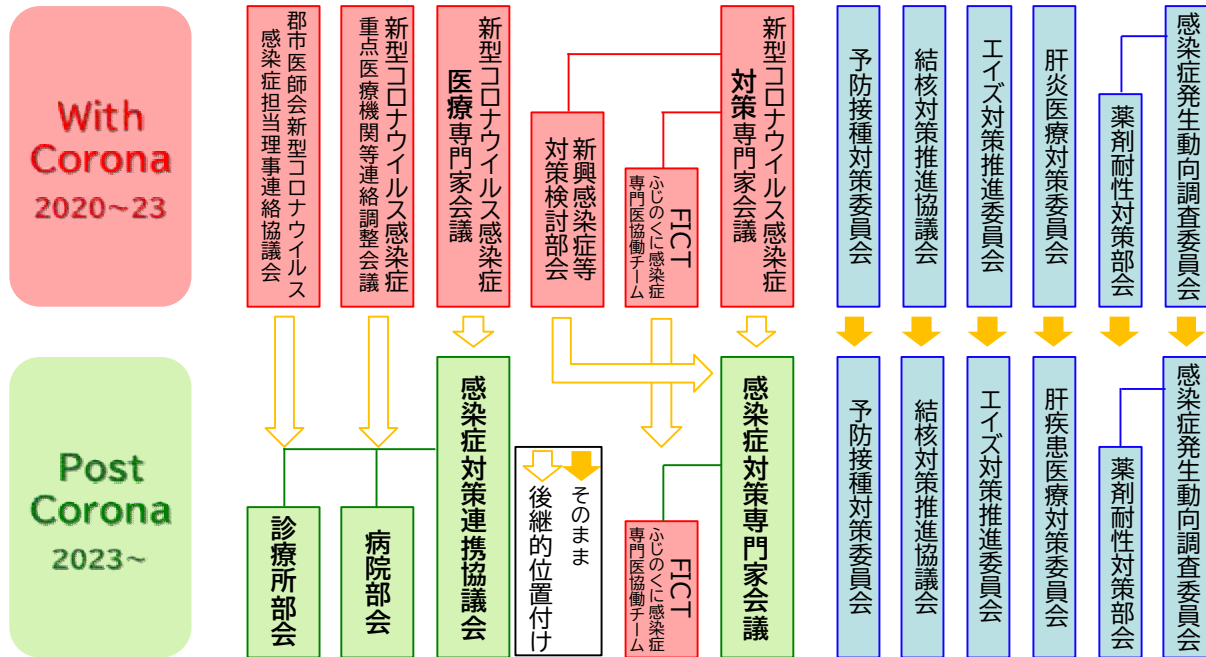 With
Corona
2020~23
郡市医師会新型コロナウイルス
感染症担当理事連絡協議会
新型コロナウイルス感染症
重点医療機関等連絡調整会議
新型コロナウイルス感染症
医療専門家会議
新興感染症等
対策検討部会
FICT
ふじのくに感染症
専門医協働チーム
新型コロナウイルス感染症
対策専門家会議
予防接種対策委員会
結核対策推進協議会
エイズ対策推進委員会
肝炎医療対策委員会
薬剤耐性対策部会
感染症発生動向調査委員会
Post
Corona
2023~
診療所部会
病院部会
感染症対策連携協議会
そのまま
後継的位置付け
FICT
ふじのくに感染症
専門医協働チーム
感染症対策専門家会議
予防接種対策委員会
結核対策推進協議会
エイズ対策推進委員会
肝疾患医療対策委員会
薬剤耐性対策部会
感染症発生動向調査委員会